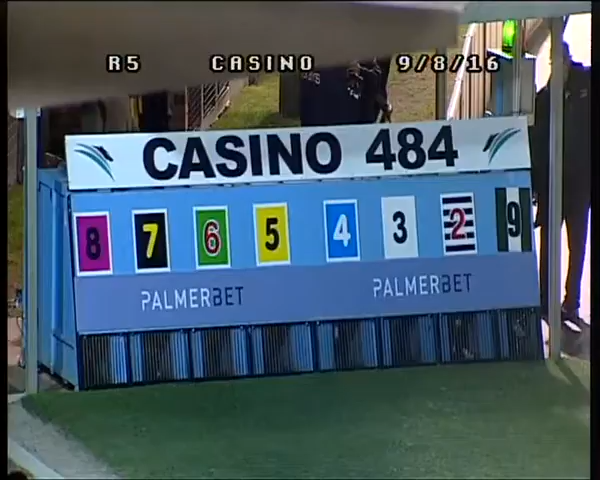 R5 CASINO 9/8/16
CASINO 484
8 7 6 5 4 3 2 9
PALMERBET PALMERBET